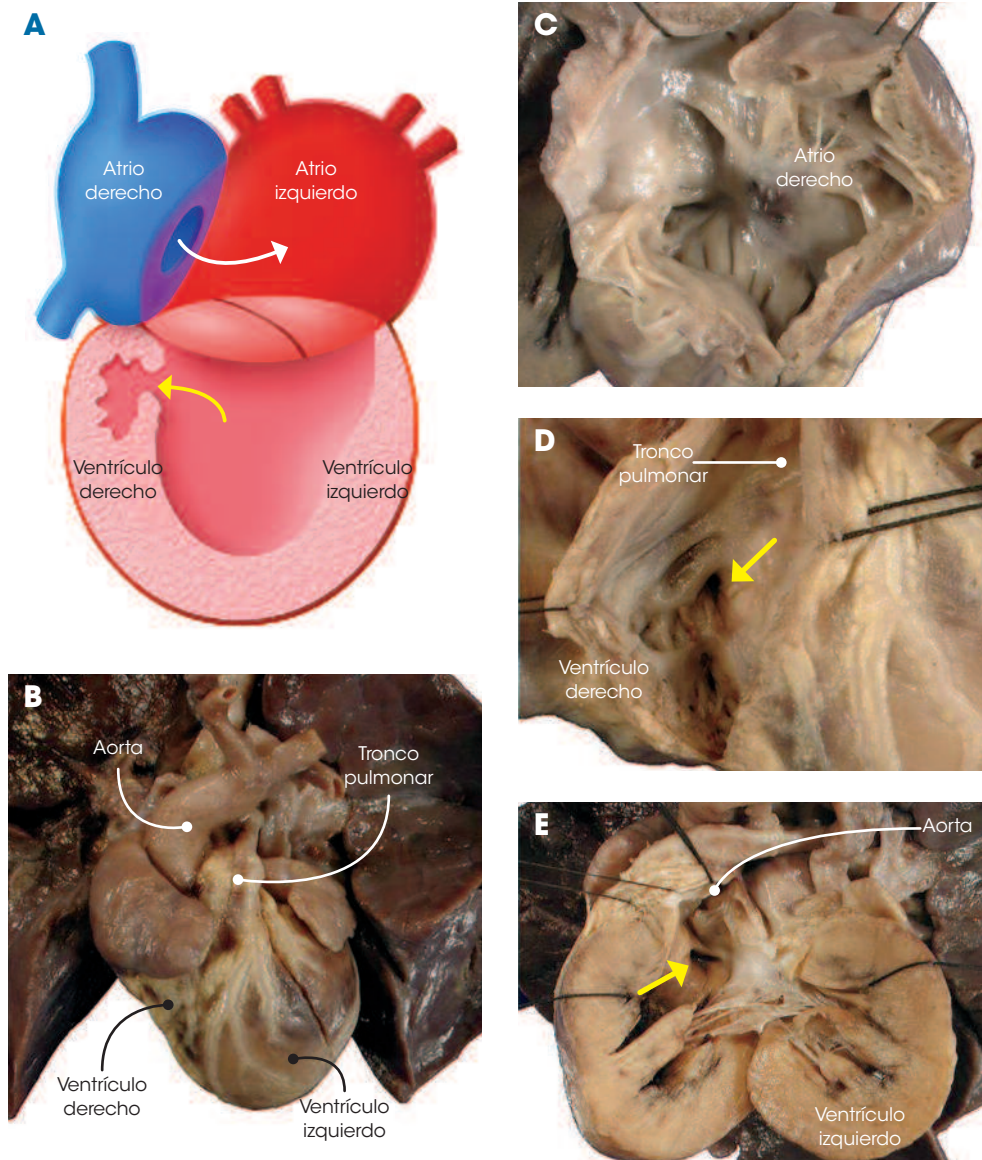 A
Atrio
derecho
Atrio
izquierdo
Ventrículo
derecho
Ventrículo
izquierdo
B
Aorta
Tronco
pulmonar
Ventrículo
derecho
Ventrículo
izquierdo
C
Atrio
derecho
D
Tronco
pulmonar
Ventrículo
derecho
E
Aorta
Ventrículo
izquierdo